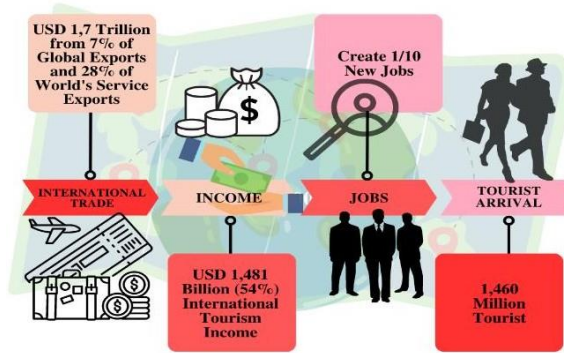 USD 1,7 Trillion
from 7% of
Global Exports
and 28% of
World's Service
Exports
Create 1/10
New Jobs
$
INTERNATIONAL
TRADE
INCOME
JOBS
TOURIST
ARRIVAL
USD 1,481
Billion (54%)
International
Tourism
Income
1,460
Million
Tourist
$
$